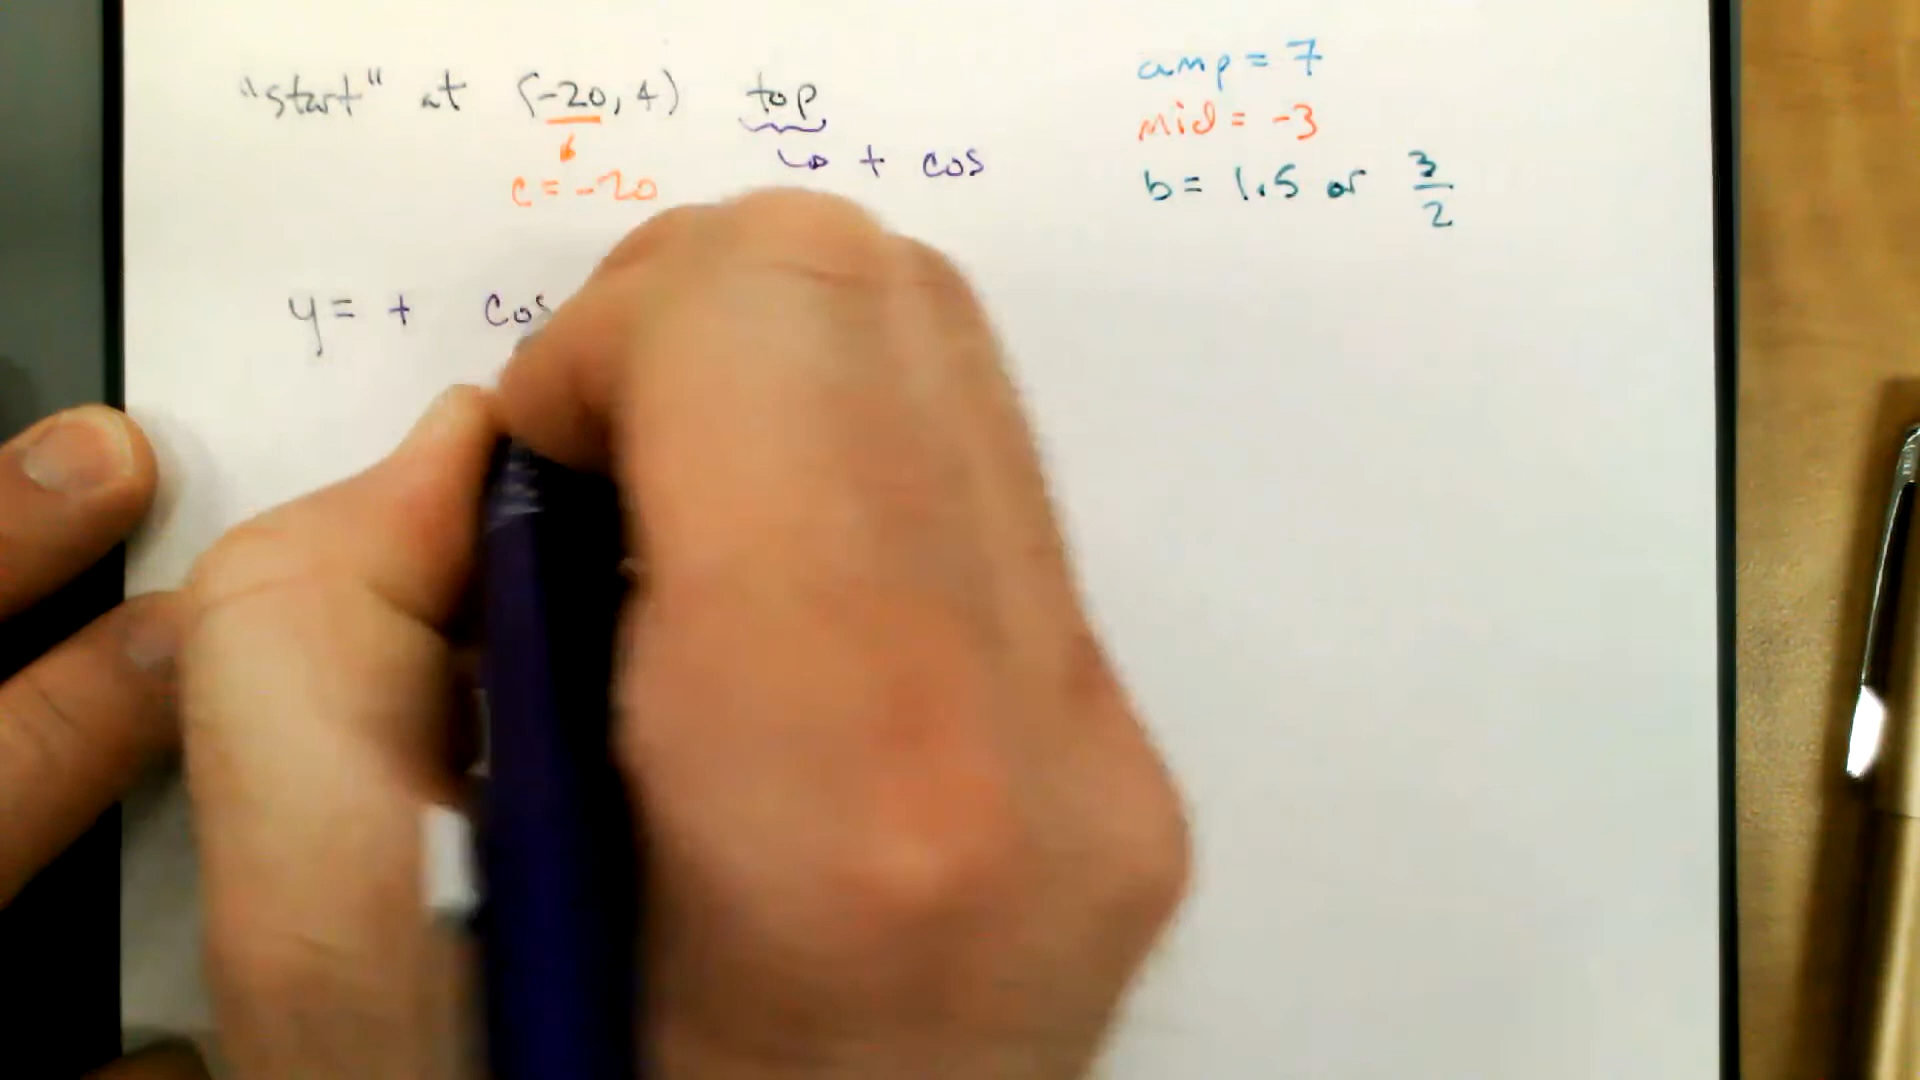 "start" at (-20, 4) top
↳ + cos
c = -20
amp = 7
mid = -3
b = 1.5 or 3/2
y = + cos